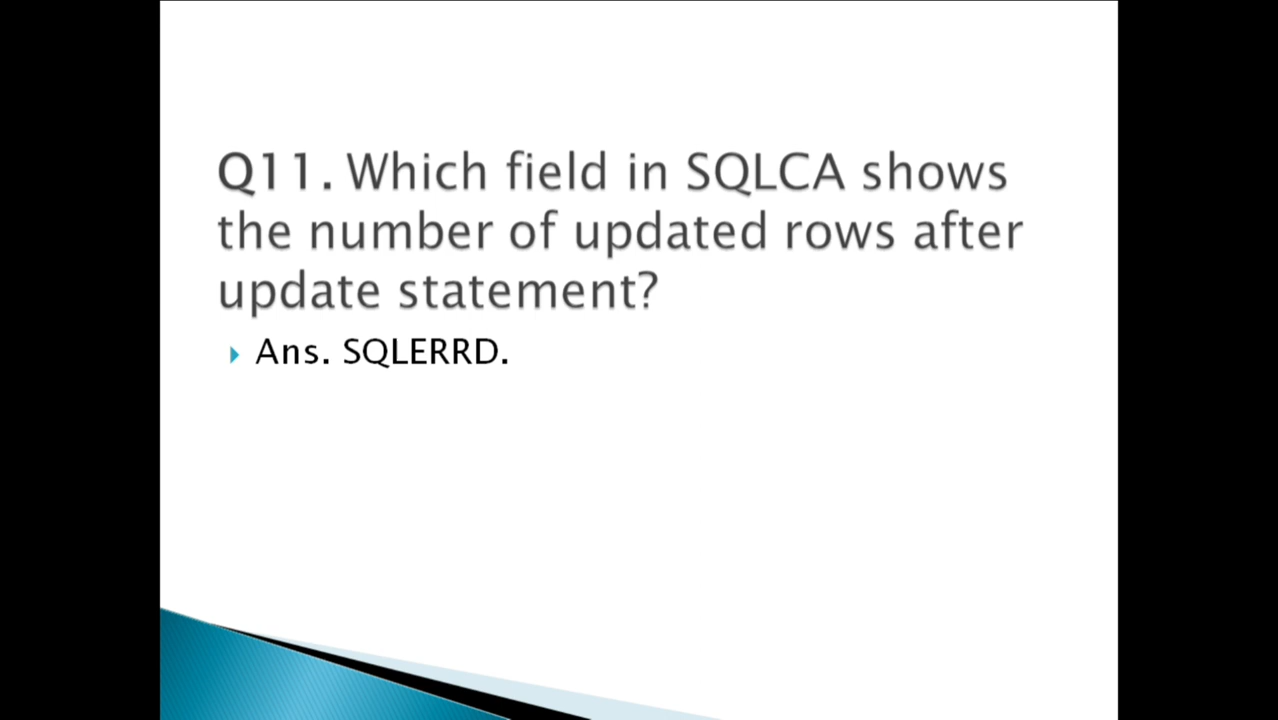 Q11. Which field in SQLCA shows
the number of updated rows after
update statement?
Ans. SQLERRD.